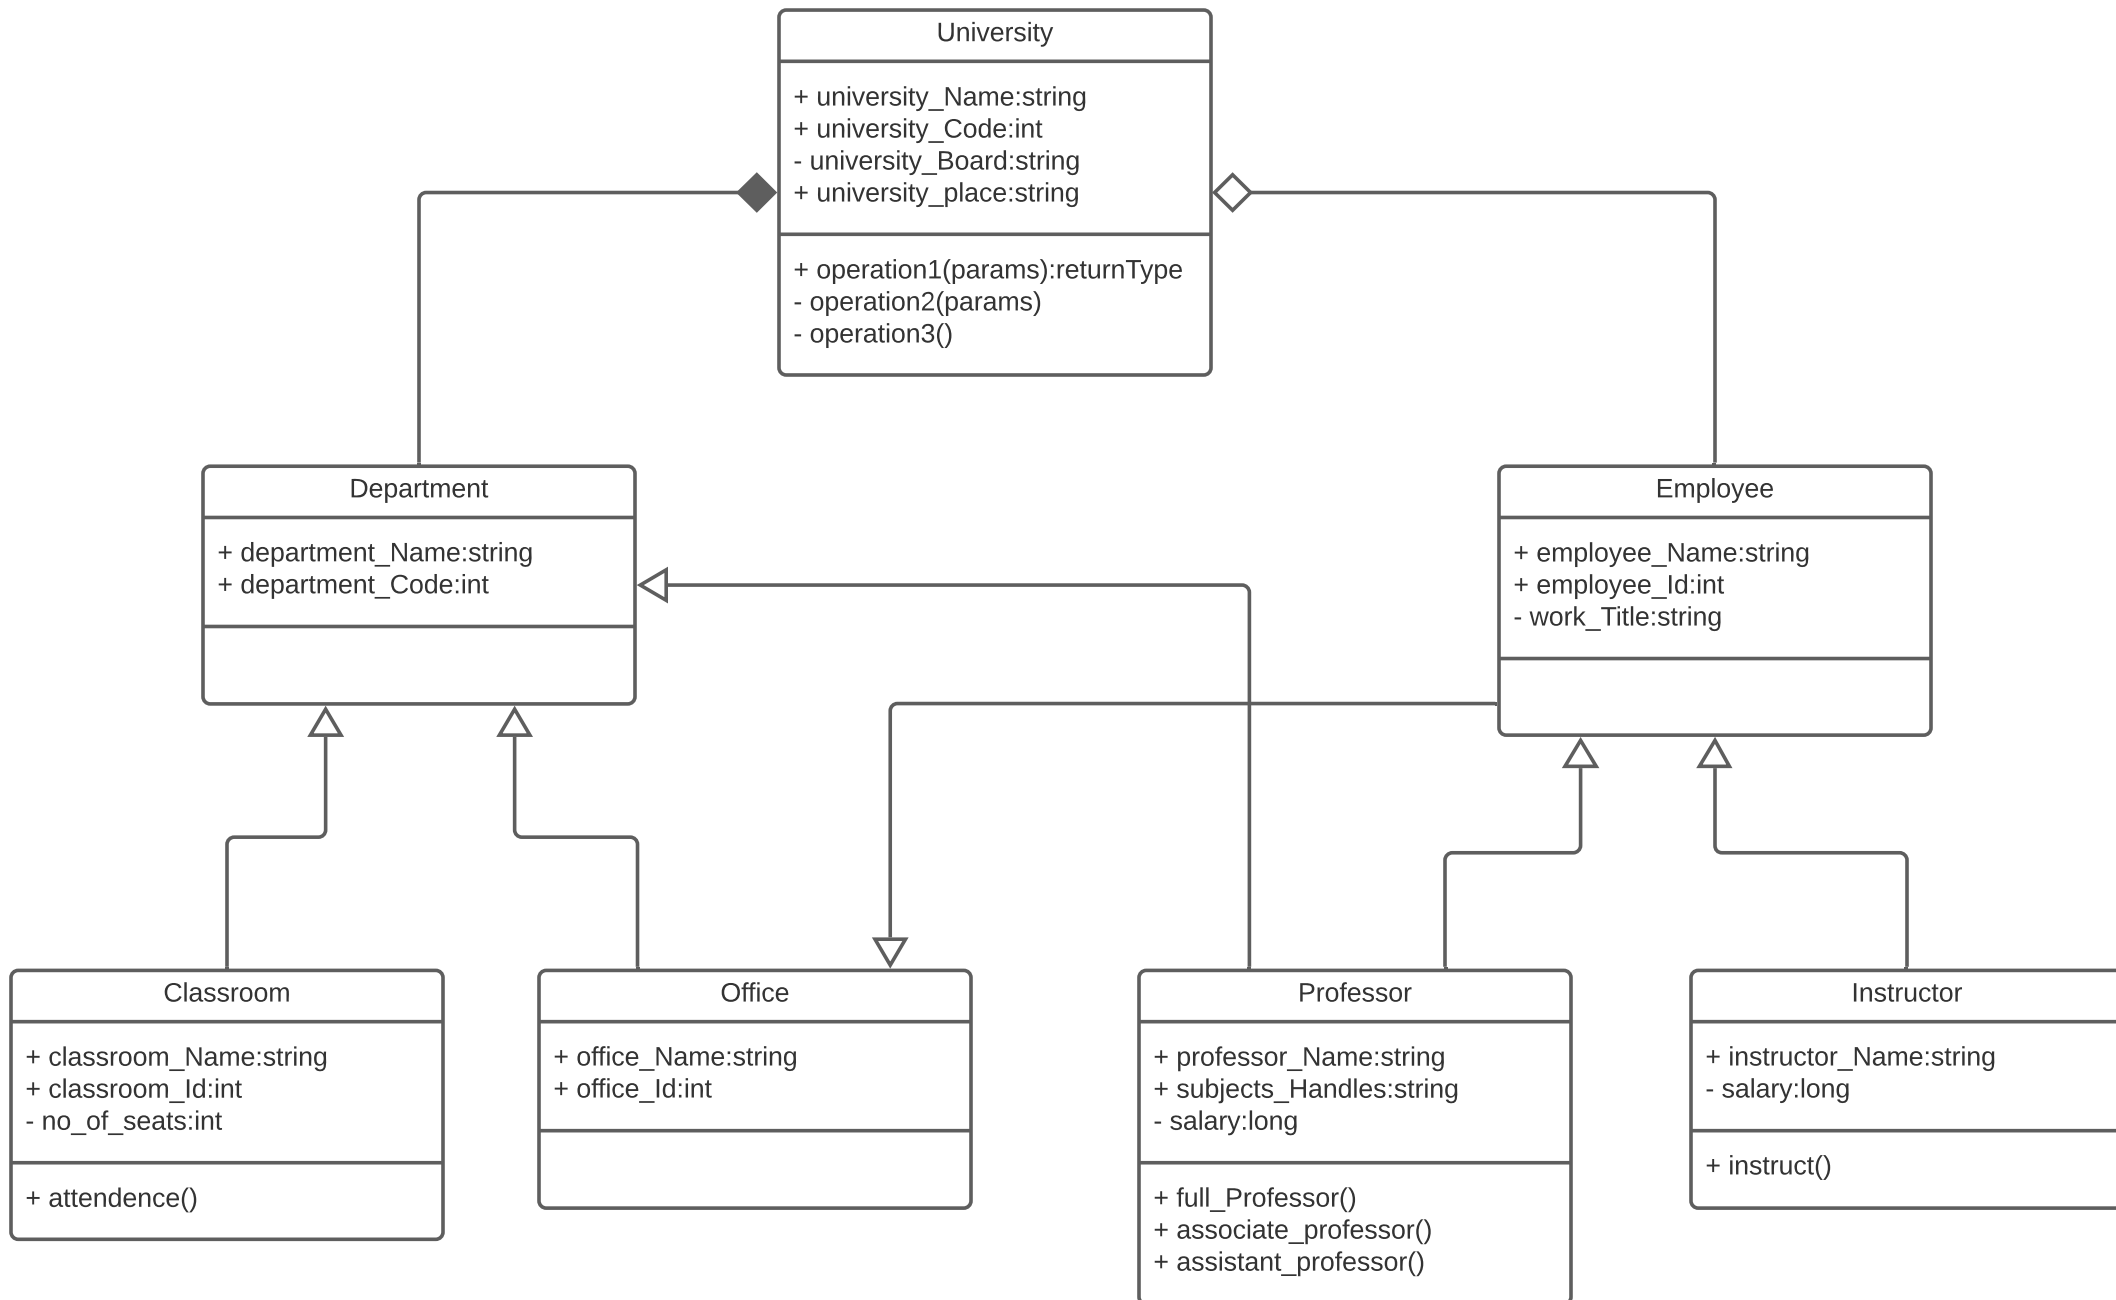 University
+ university_Name:string
+ university_Code:int
- university_Board:string
+ university_place:string
+ operation1(params):returnType
- operation2(params)
- operation3()
Department
+ department_Name:string
+ department_Code:int
Employee
+ employee_Name:string
+ employee_Id:int
- work_Title:string
Classroom
+ classroom_Name:string
+ classroom_Id:int
- no_of_seats:int
+ attendence()
Office
+ office_Name:string
+ office_Id:int
Professor
+ professor_Name:string
+ subjects_Handles:string
- salary:long
+ full_Professor()
+ associate_professor()
+ assistant_professor()
Instructor
+ instructor_Name:string
- salary:long
+ instruct()